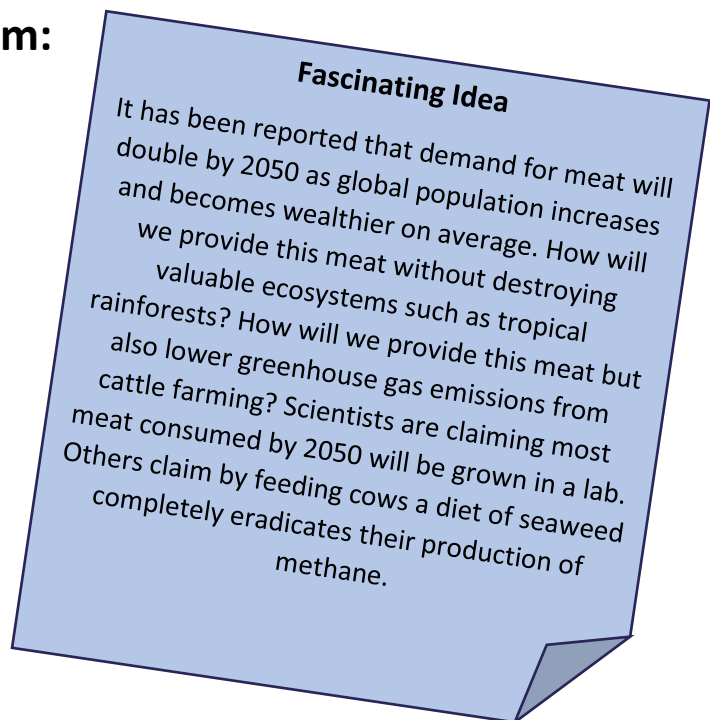 m:
Fascinating Idea
It has been reported that demand for meat will
double by 2050 as global population increases
and becomes wealthier on average. How will
we provide this meat without destroying
valuable ecosystems such as tropical
rainforests? How will we provide this meat but
also lower greenhouse gas emissions from
cattle farming? Scientists are claiming most
meat consumed by 2050 will be grown in a lab.
Others claim by feeding cows a diet of seaweed
completely eradicates their production of
methane.